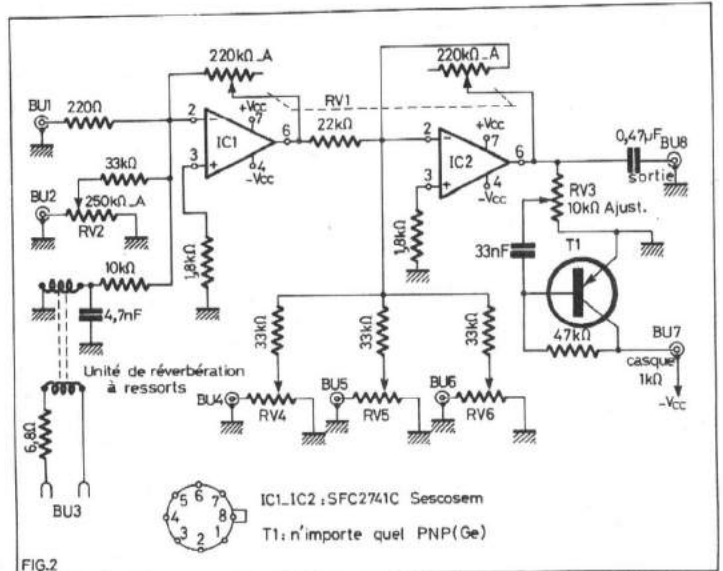 220kΩ_A
220kΩ_A
BU1
220Ω
RV1
+Vcc
7
2
-
IC1
6
22kΩ
3
+
4
-Vcc
+Vcc
7
2
-
IC2
6
3
+
4
-Vcc
0,47µF
BU8
sortie
33kΩ
BU2
250kΩ_A
RV2
1,8kΩ
1,8kΩ
RV3
10kΩ Ajust.
33nF
T1
10kΩ
4,7nF
33kΩ
33kΩ
33kΩ
47kΩ
BU7
casque
1kΩ
-Vcc
Unité de réverbération
à ressorts
BU4
RV4
BU5
RV5
BU6
RV6
6,8Ω
BU3
5 6 7
4 8
3 2 1
IC1_IC2 : SFC2741C Sescosem
T1: n'importe quel PNP(Ge)
FIG.2